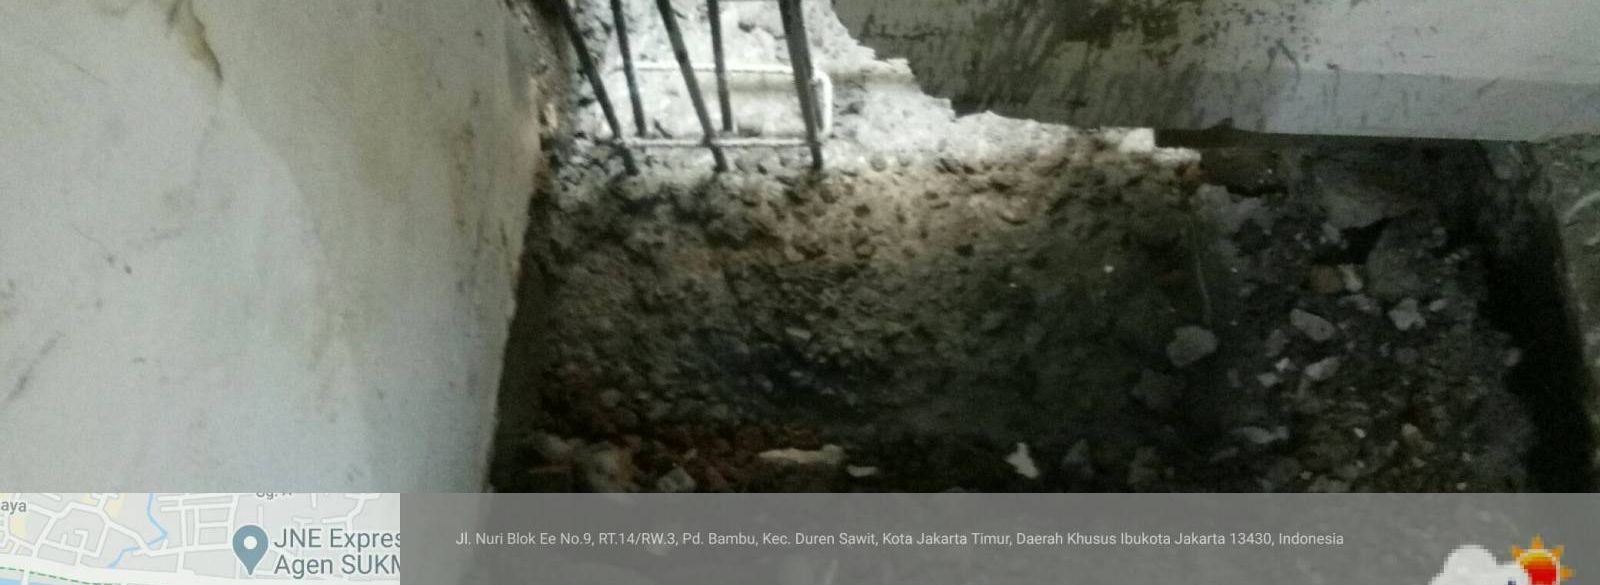 aya
JNE Expres
Agen SUKM
Jl. Nuri Blok Ee No.9, RT.14/RW.3, Pd. Bambu, Kec. Duren Sawit, Kota Jakarta Timur, Daerah Khusus Ibukota Jakarta 13430, Indonesia